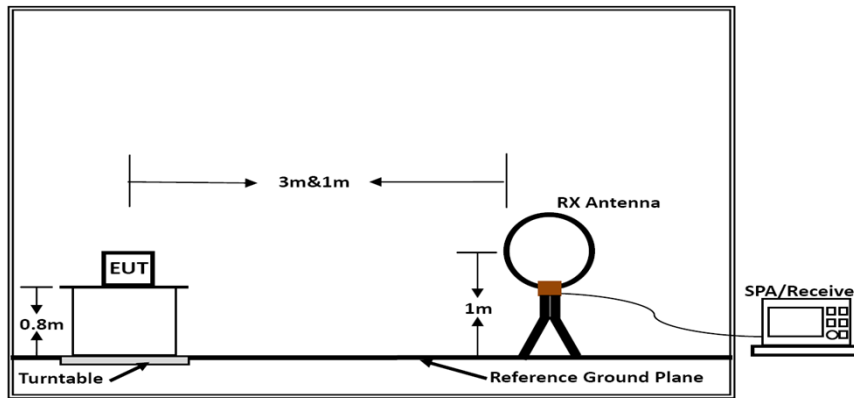 3m&1m
RX Antenna
EUT
SPA/Receive
0.8m
1m
Turntable
Reference Ground Plane